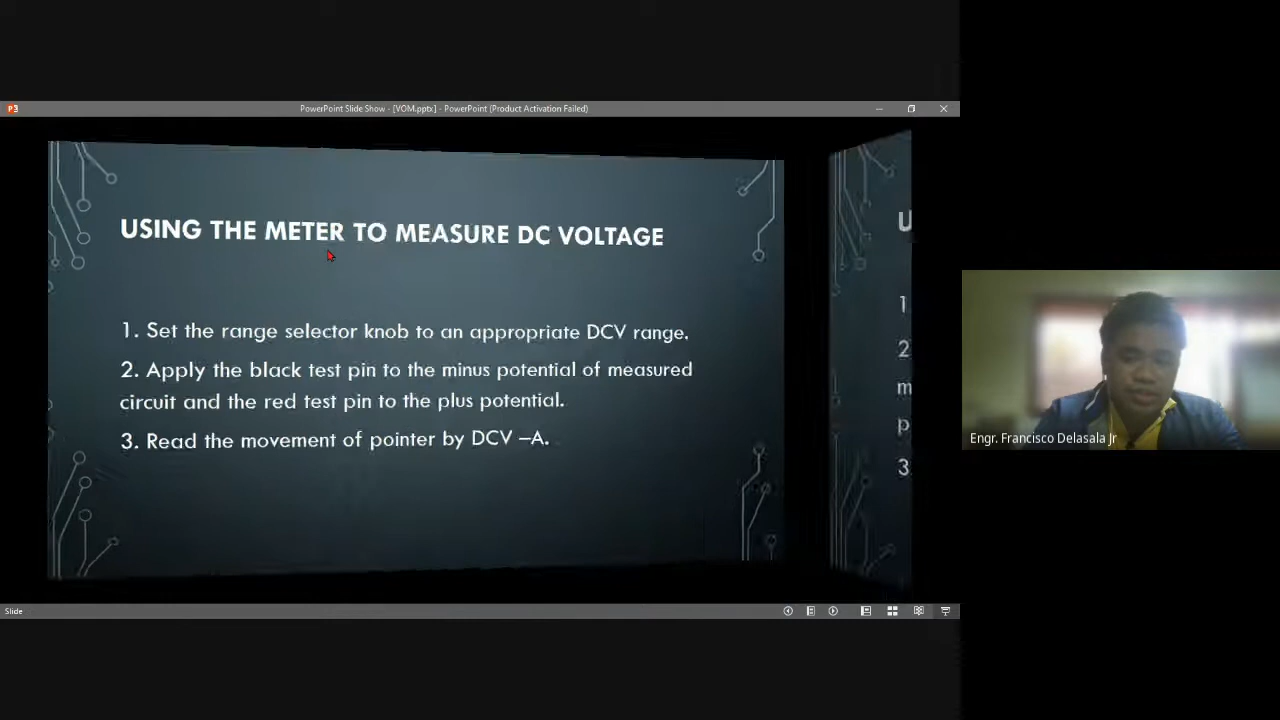 PowerPoint Slide Show - [VOM.pptx] - PowerPoint (Product Activation Failed)
USING THE METER TO MEASURE DC VOLTAGE
1. Set the range selector knob to an appropriate DCV range.
2. Apply the black test pin to the minus potential of measured
circuit and the red test pin to the plus potential.
3. Read the movement of pointer by DCV –A.
U
1
2
m
p
3
Engr. Francisco Delasala Jr
Slide